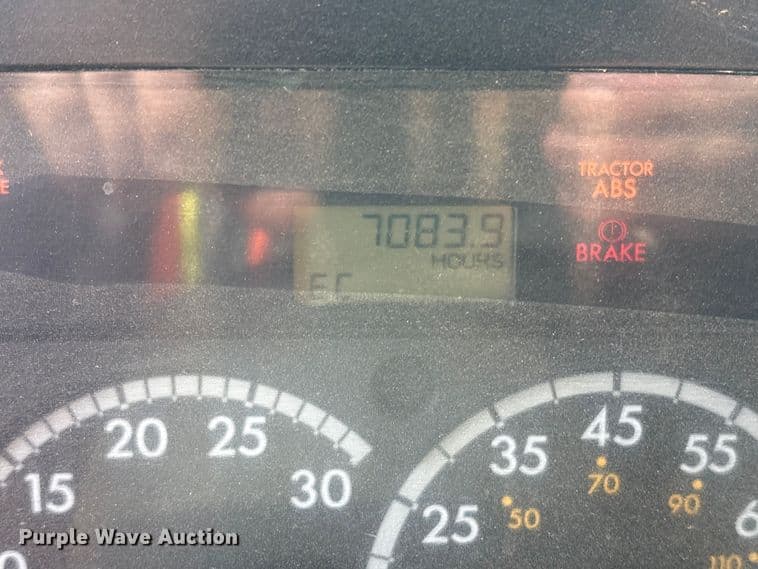 TRACTOR
ABS
BRAKE
7083.9
HOURS
15
20
25
30
25
35
45
55
50
70
90
110
Purple Wave Auction